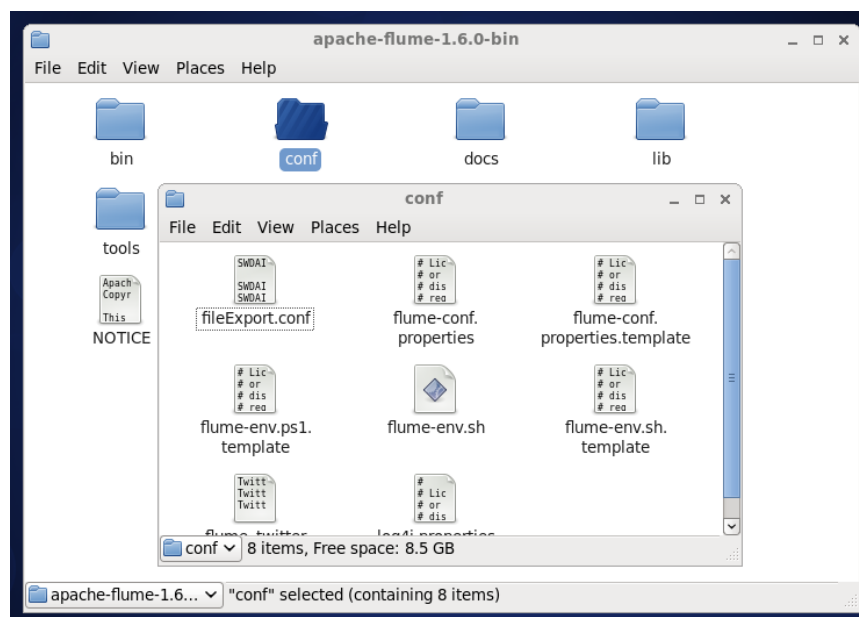 apache-flume-1.6.0-bin
File Edit View Places Help
bin
conf
docs
lib
tools
Apach
Copyr
This
NOTICE
conf
File Edit View Places Help
SWDAI
SWDAI
SWDAI
fileExport.conf
# Lic
# or
# dis
# req
flume-conf.
properties
# Lic
# or
# dis
# req
flume-conf.
properties.template
# Lic
# or
# dis
# req
flume-env.ps1.
template
flume-env.sh
# Lic
# or
# dis
# req
flume-env.sh.
template
Twitt
Twitt
Twitt
flume_twitter
#
# Lic
# or
# dis
log4j.properties
conf 8 items, Free space: 8.5 GB
apache-flume-1.6... "conf" selected (containing 8 items)